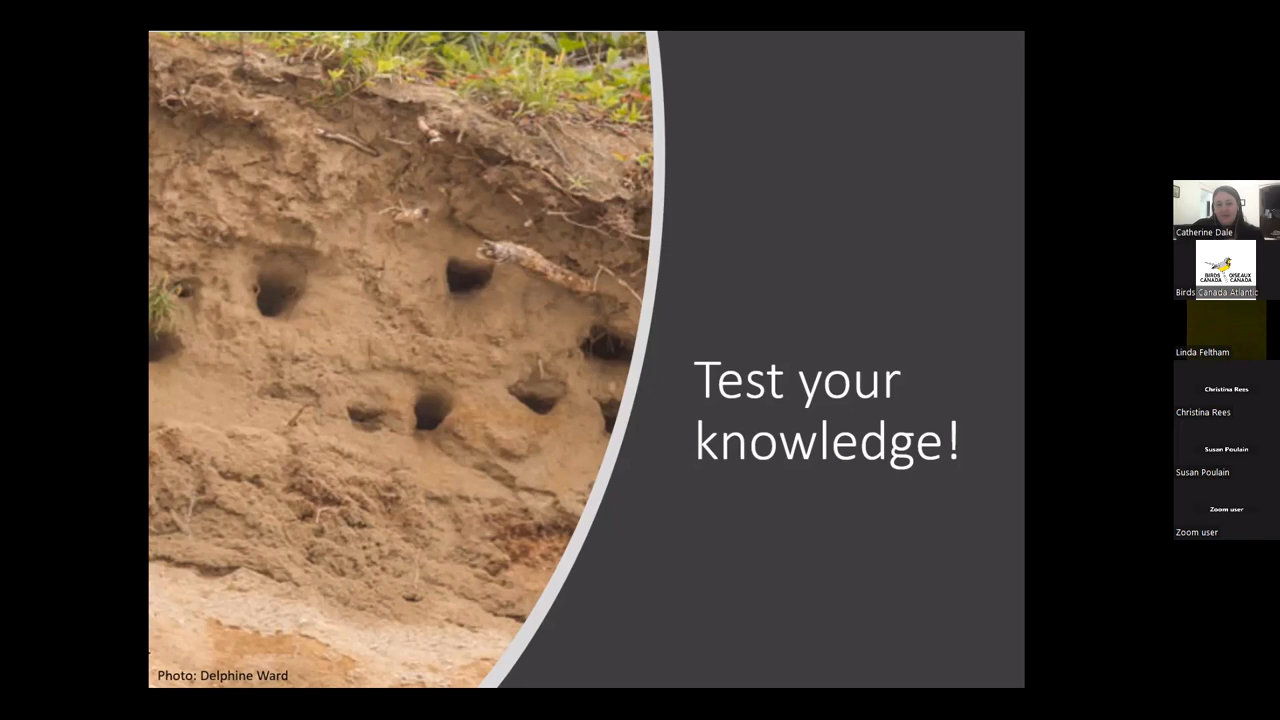 Test your
knowledge!
Photo: Delphine Ward
Catherine Dale
BIRDS OISEAUX
CANADA CANADA
Birds Canada Atlantic
Linda Feltham
Christina Rees
Christina Rees
Susan Poulain
Susan Poulain
Zoom user
Zoom user